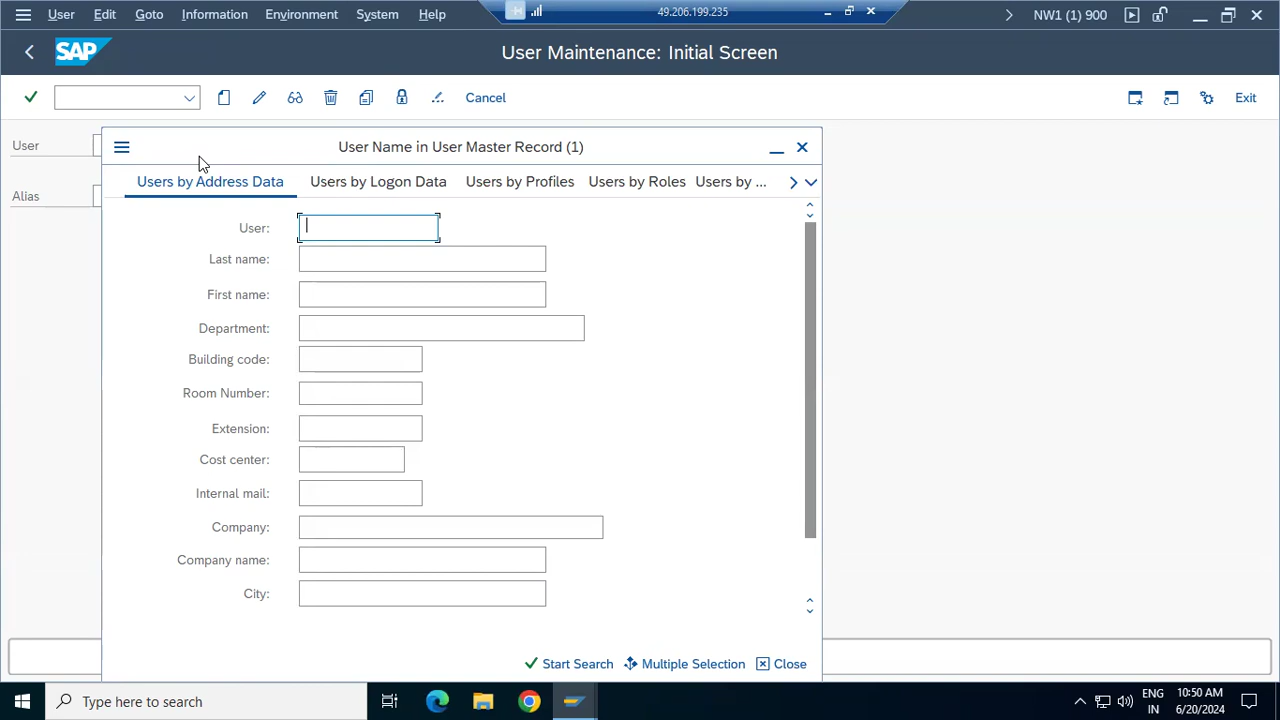 User Edit Goto Information Environment System Help
49.206.199.235
NW1 (1) 900
SAP
User Maintenance: Initial Screen
Cancel
Exit
User
Alias
User Name in User Master Record (1)
Users by Address Data Users by Logon Data Users by Profiles Users by Roles Users by ...
User:
Last name:
First name:
Department:
Building code:
Room Number:
Extension:
Cost center:
Internal mail:
Company:
Company name:
City:
Start Search Multiple Selection Close
Type here to search
ENG
IN
10:50 AM
6/20/2024